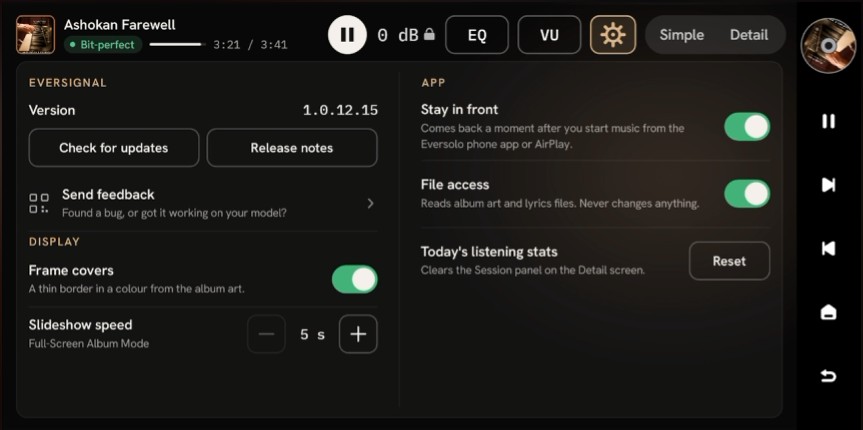 Ashokan Farewell
Bit-perfect 3:21 / 3:41
0 dB
EQ
VU
Simple
Detail
EVERSIGNAL
Version 1.0.12.15
Check for updates
Release notes
Send feedback
Found a bug, or got it working on your model?
DISPLAY
Frame covers
A thin border in a colour from the album art.
Slideshow speed
Full-Screen Album Mode
5 s
APP
Stay in front
Comes back a moment after you start music from the
Eversolo phone app or AirPlay.
File access
Reads album art and lyrics files. Never changes anything.
Today's listening stats
Clears the Session panel on the Detail screen.
Reset